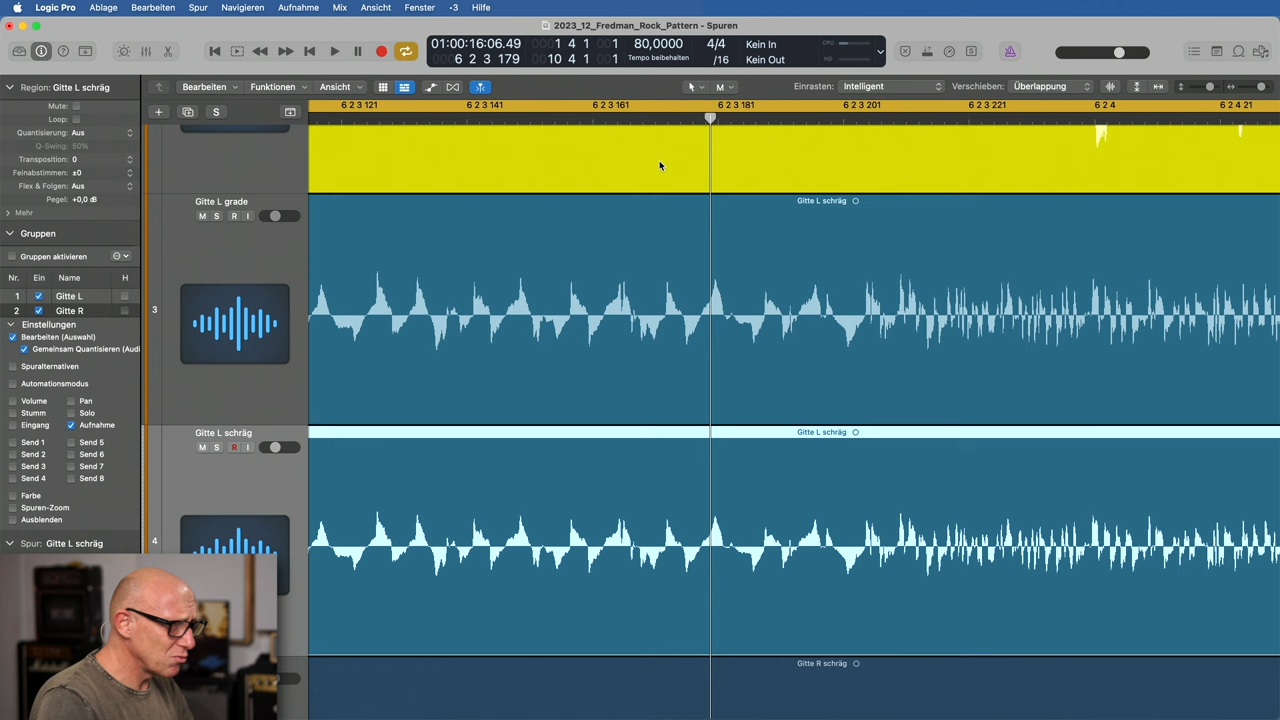 Logic Pro Ablage Bearbeiten Spur Navigieren Aufnahme Mix Ansicht Fenster 3 Hilfe
2023_12_Fredman_Rock_Pattern - Spuren
01:00:16:06.49 0001 4 1 001 80,0000 4/4 Kein In CPU
6 2 3 179 0010 4 1 001 Tempo beibehalten /16 Kein Out HD
Region: Gitte L schräg Bearbeiten Funktionen Ansicht M Einrasten: Intelligent Verschieben: Überlappung
Mute:
Loop:
Quantisierung: Aus
Q-Swing: 50%
Transposition: 0
Feinabstimm: ±0
Flex & Folgen: Aus
Pegel: +0,0 dB
Mehr
Gruppen
Gruppen aktivieren
Nr. Ein Name H
1 Gitte L
2 Gitte R
Einstellungen
Bearbeiten (Auswahl)
Gemeinsam Quantisieren (Audi
Spuralternativen
Automationsmodus
Volume Pan
Stumm Solo
Eingang Aufnahme
Send 1 Send 5
Send 2 Send 6
Send 3 Send 7
Send 4 Send 8
Farbe
Spuren-Zoom
Ausblenden
Spur: Gitte L schräg
S
6 2 3 121 6 2 3 141 6 2 3 161 6 2 3 181 6 2 3 201 6 2 3 221 6 2 4 6 2 4 21
Gitte L grade
M S R I
3
Gitte L schräg
Gitte L schräg
M S R I
4
Gitte L schräg
Gitte R schräg